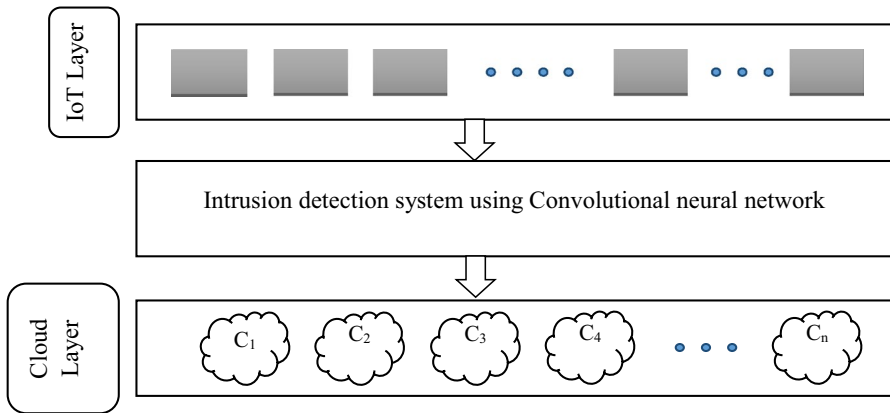 IoT Layer
Intrusion detection system using Convolutional neural network
Cloud
Layer
C₁ C₂ C₃ C₄ Cₙ